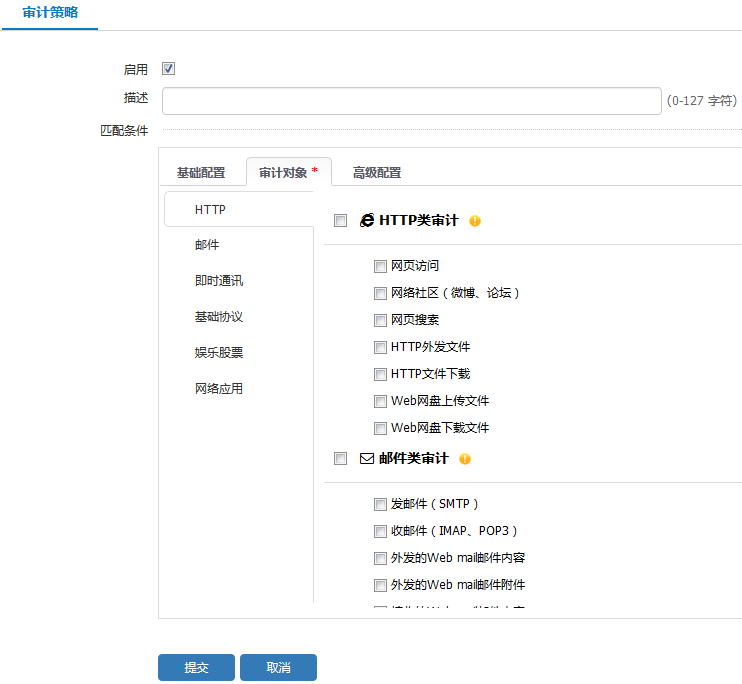 审计策略
启用
描述 (0-127 字符)
匹配条件
基础配置 审计对象 * 高级配置
HTTP
邮件
即时通讯
基础协议
娱乐股票
网络应用
HTTP类审计
网页访问
网络社区（微博、论坛）
网页搜索
HTTP外发文件
HTTP文件下载
Web网盘上传文件
Web网盘下载文件
邮件类审计
发邮件（SMTP）
收邮件（IMAP、POP3）
外发的Web mail邮件内容
外发的Web mail邮件附件
提交 取消